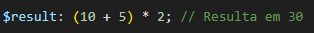 $result: (10 + 5) * 2; // Resulta em 30